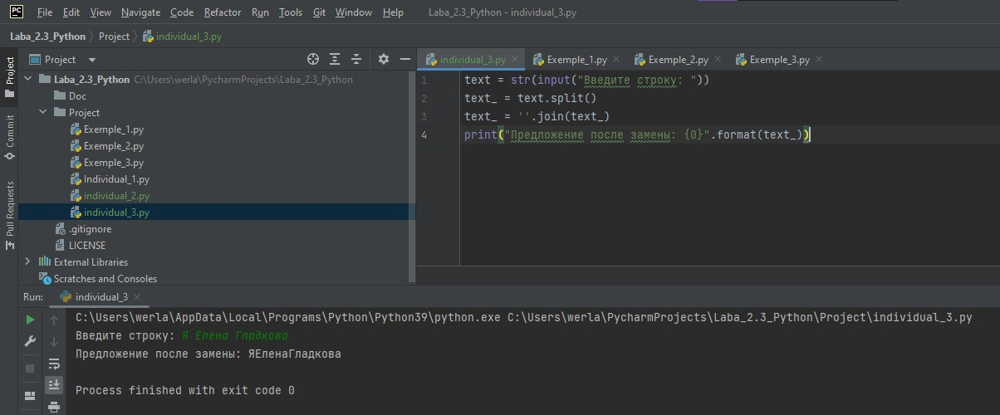 PC File Edit View Navigate Code Refactor Run Tools Git Window Help Laba_2.3_Python - individual_3.py
Laba_2.3_Python Project individual_3.py
Project
Commit
Pull Requests
Project
Laba_2.3_Python C:\Users\werla\PycharmProjects\Laba_2.3_Python
Doc
Project
Exemple_1.py
Exemple_2.py
Exemple_3.py
Individual_1.py
individual_2.py
individual_3.py
.gitignore
LICENSE
External Libraries
Scratches and Consoles
individual_3.py Exemple_1.py Exemple_2.py Exemple_3.py
1 text = str(input("Введите строку: "))
2 text_ = text.split()
3 text_ = ''.join(text_)
4 print("Предложение после замены: {0}".format(text_))
Run: individual_3
C:\Users\werla\AppData\Local\Programs\Python\Python39\python.exe C:\Users\werla\PycharmProjects\Laba_2.3_Python\Project\individual_3.py
Введите строку: Я Елена Гладкова
Предложение после замены: ЯЕленаГладкова
Process finished with exit code 0